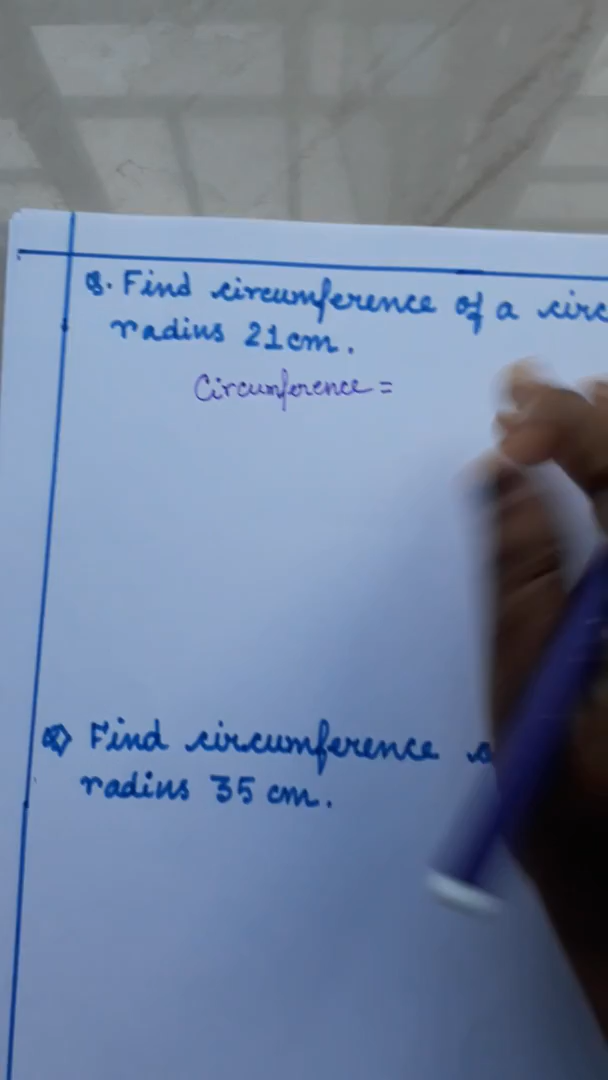 Q. Find circumference of a circ
radius 21cm.
Circumference =
Q Find circumference
radius 35 cm.